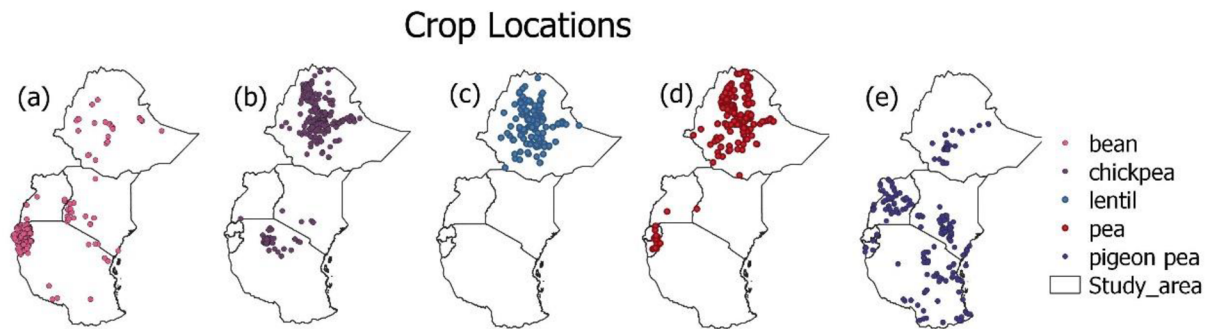 Crop Locations
(a)
(b)
(c)
(d)
(e)
bean
chickpea
lentil
pea
pigeon pea
Study_area